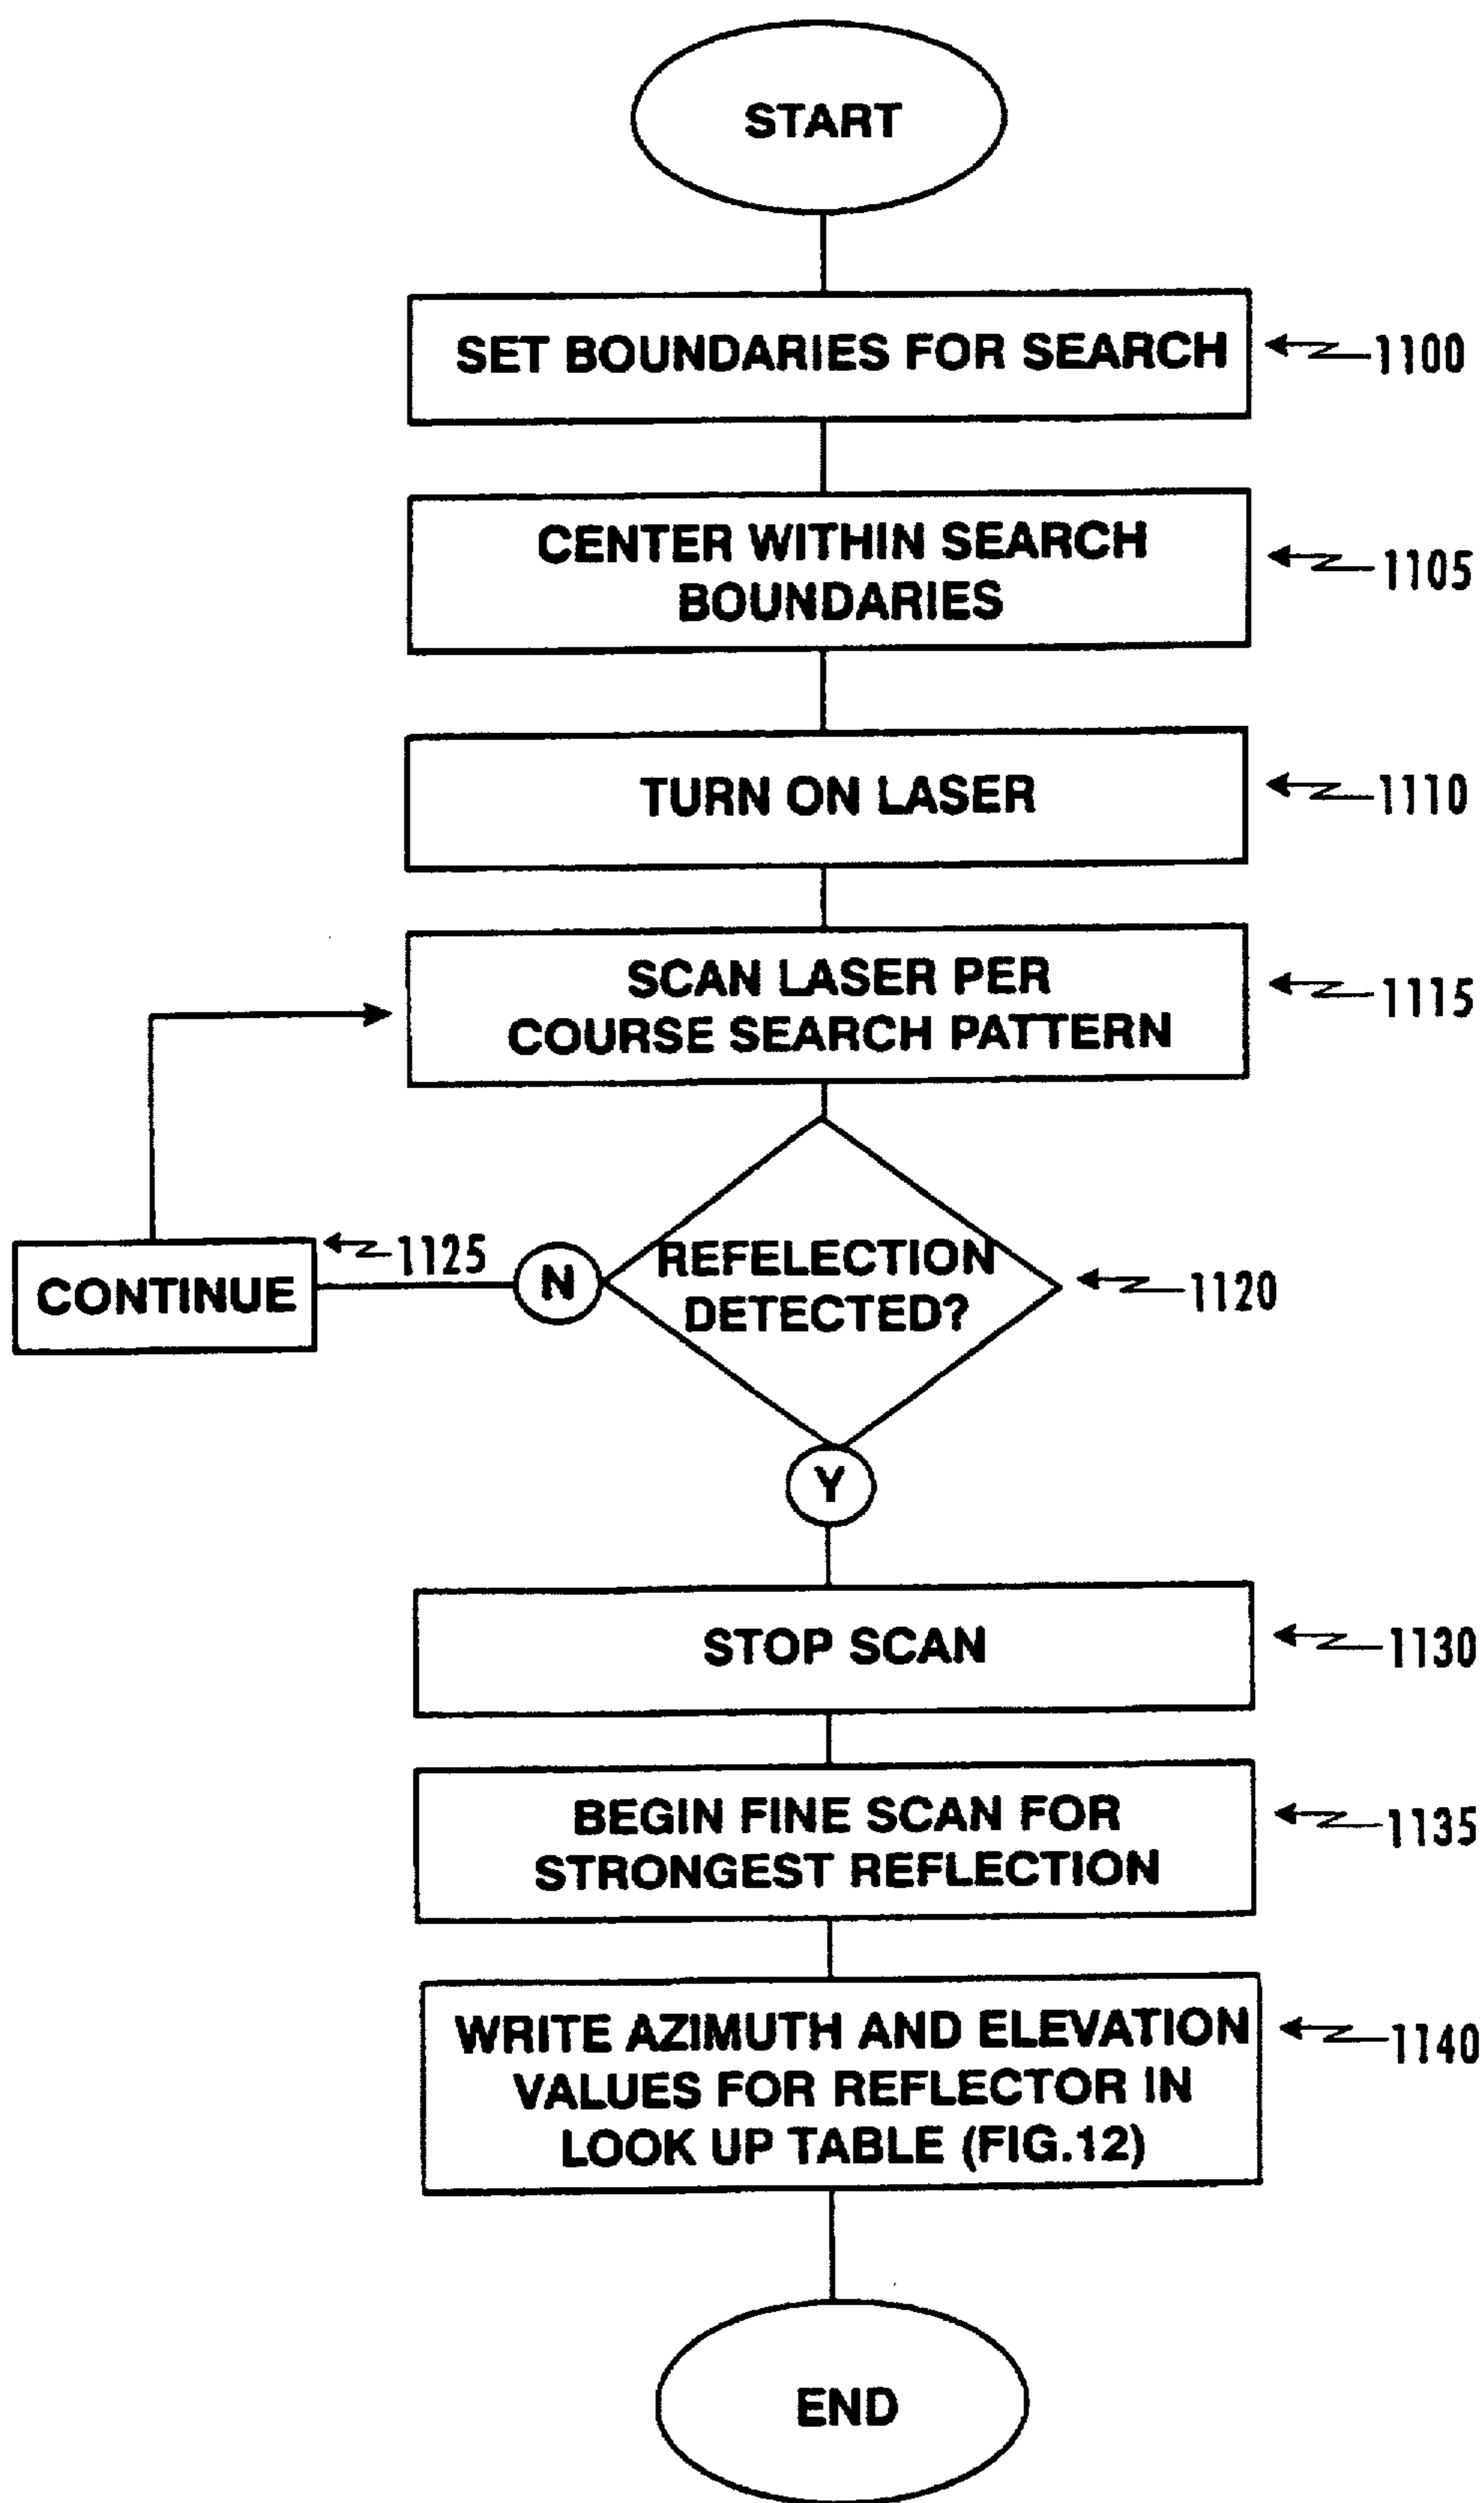 START
SET BOUNDARIES FOR SEARCH
1100
CENTER WITHIN SEARCH
BOUNDARIES
1105
TURN ON LASER
1110
SCAN LASER PER
COURSE SEARCH PATTERN
1115
REFELECTION
DETECTED?
1120
N
1125
CONTINUE
Y
STOP SCAN
1130
BEGIN FINE SCAN FOR
STRONGEST REFLECTION
1135
WRITE AZIMUTH AND ELEVATION
VALUES FOR REFLECTOR IN
LOOK UP TABLE (FIG.12)
1140
END